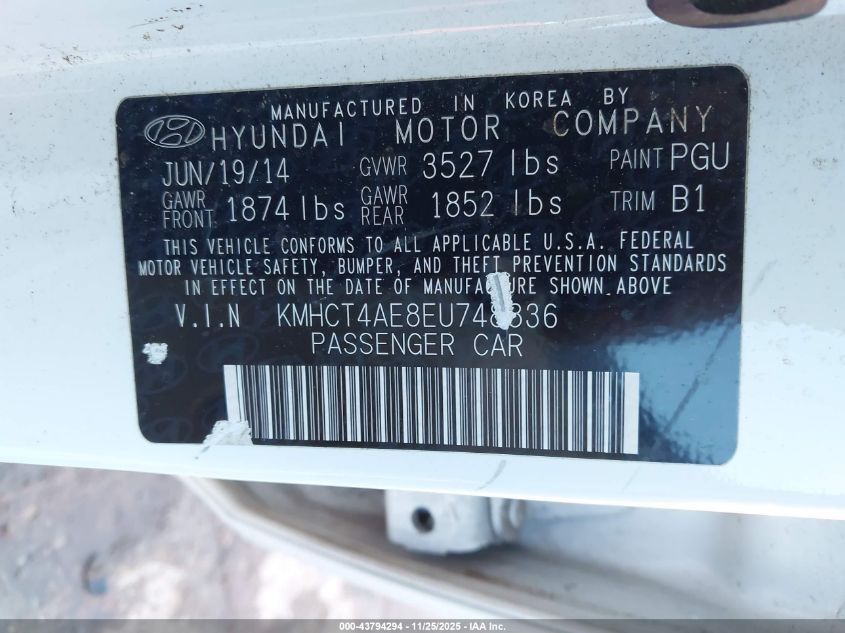 MANUFACTURED IN KOREA BY
HYUNDAI MOTOR COMPANY
JUN/19/14 GVWR 3527 lbs PAINT PGU
GAWR FRONT 1874 lbs GAWR REAR 1852 lbs TRIM B1
THIS VEHICLE CONFORMS TO ALL APPLICABLE U.S.A. FEDERAL
MOTOR VEHICLE SAFETY, BUMPER, AND THEFT PREVENTION STANDARDS
IN EFFECT ON THE DATE OF MANUFACTURE SHOWN ABOVE.
V.I.N KMHCT4AE8EU748836
PASSENGER CAR
000-43794294 - 11/25/2025 - IAA Inc.